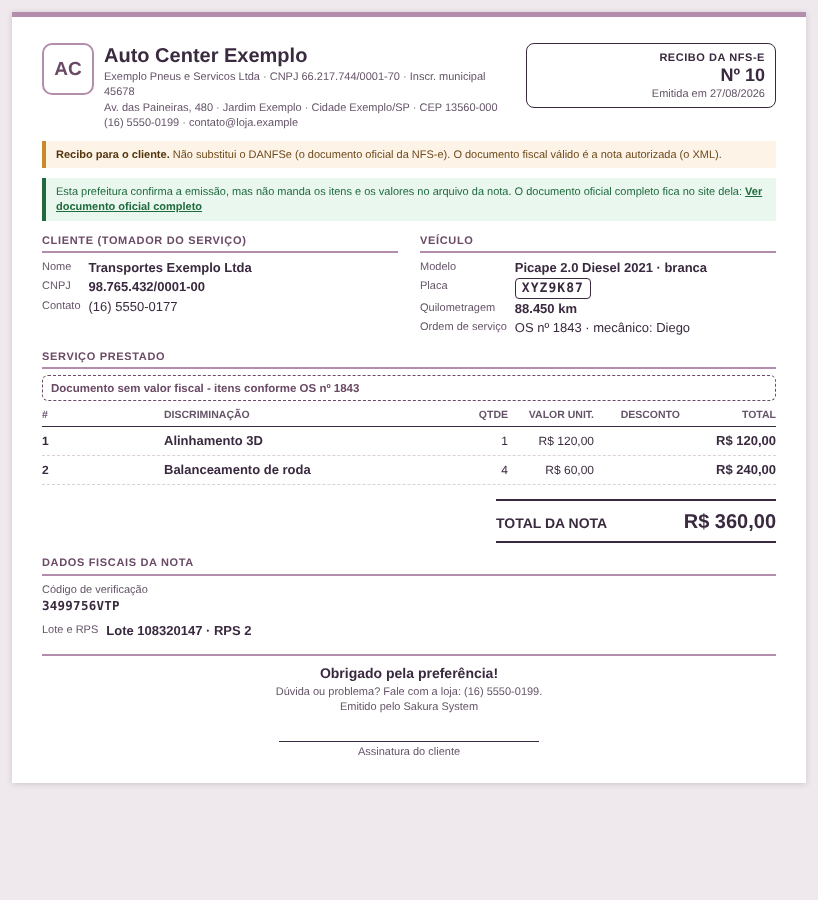 AC
Auto Center Exemplo
Exemplo Pneus e Servicos Ltda · CNPJ 66.217.744/0001-70 · Inscr. municipal
45678
Av. das Paineiras, 480 · Jardim Exemplo · Cidade Exemplo/SP · CEP 13560-000
(16) 5550-0199 · contato@loja.example
RECIBO DA NFS-E
Nº 10
Emitida em 27/08/2026
Recibo para o cliente. Não substitui o DANFSe (o documento oficial da NFS-e). O documento fiscal válido é a nota autorizada (o XML).
Esta prefeitura confirma a emissão, mas não manda os itens e os valores no arquivo da nota. O documento oficial completo fica no site dela: Ver
documento oficial completo
CLIENTE (TOMADOR DO SERVIÇO)
Nome Transportes Exemplo Ltda
CNPJ 98.765.432/0001-00
Contato (16) 5550-0177
VEÍCULO
Modelo Picape 2.0 Diesel 2021 · branca
Placa XYZ9K87
Quilometragem 88.450 km
Ordem de serviço OS nº 1843 · mecânico: Diego
SERVIÇO PRESTADO
Documento sem valor fiscal - itens conforme OS nº 1843
# DISCRIMINAÇÃO QTDE VALOR UNIT. DESCONTO TOTAL
1 Alinhamento 3D 1 R$ 120,00 R$ 120,00
2 Balanceamento de roda 4 R$ 60,00 R$ 240,00
TOTAL DA NOTA R$ 360,00
DADOS FISCAIS DA NOTA
Código de verificação
3499756VTP
Lote e RPS Lote 108320147 · RPS 2
Obrigado pela preferência!
Dúvida ou problema? Fale com a loja: (16) 5550-0199.
Emitido pelo Sakura System
Assinatura do cliente